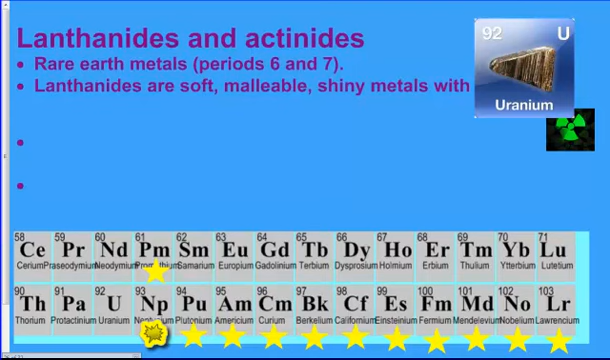 Lanthanides and actinides
92 U
Rare earth metals (periods 6 and 7).
Lanthanides are soft, malleable, shiny metals with
Uranium
58 59 60 61 62 63 64 65 66 67 68 69 70 71
Ce Pr Nd Pm Sm Eu Gd Tb Dy Ho Er Tm Yb Lu
Cerium Praseodymium Neodymium Samarium Europium Gadolinium Terbium Dysprosium Holmium Erbium Thulium Ytterbium Lutetium
90 91 92 93 94 95 96 97 98 99 100 101 102 103
Th Pa U Np Pu Am Cm Bk Cf Es Fm Md No Lr
Thorium Protactinium Uranium Plutonium Americium Curium Berkelium Californium Einsteinium Fermium Mendelevium Nobelium Lawrencium